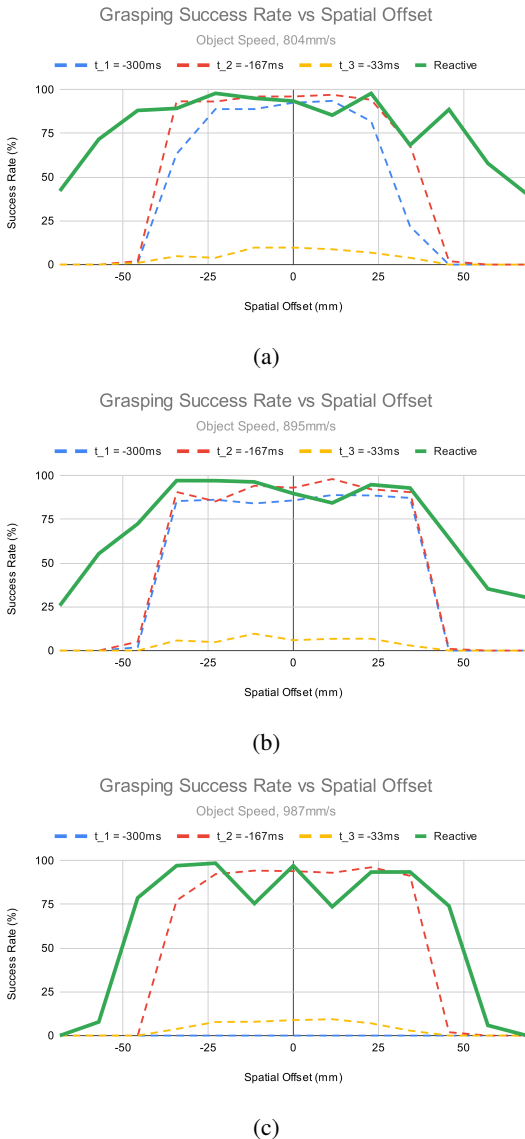 Grasping Success Rate vs Spatial Offset
Object Speed, 804mm/s
t_1 = -300ms t_2 = -167ms t_3 = -33ms Reactive
Success Rate (%)
100
75
50
25
0
-50 -25 0 25 50
Spatial Offset (mm)
(a)
Grasping Success Rate vs Spatial Offset
Object Speed, 895mm/s
t_1 = -300ms t_2 = -167ms t_3 = -33ms Reactive
Success Rate (%)
100
75
50
25
0
-50 -25 0 25 50
Spatial Offset (mm)
(b)
Grasping Success Rate vs Spatial Offset
Object Speed, 987mm/s
t_1 = -300ms t_2 = -167ms t_3 = -33ms Reactive
Success Rate (%)
100
75
50
25
0
-50 -25 0 25 50
Spatial Offset (mm)
(c)